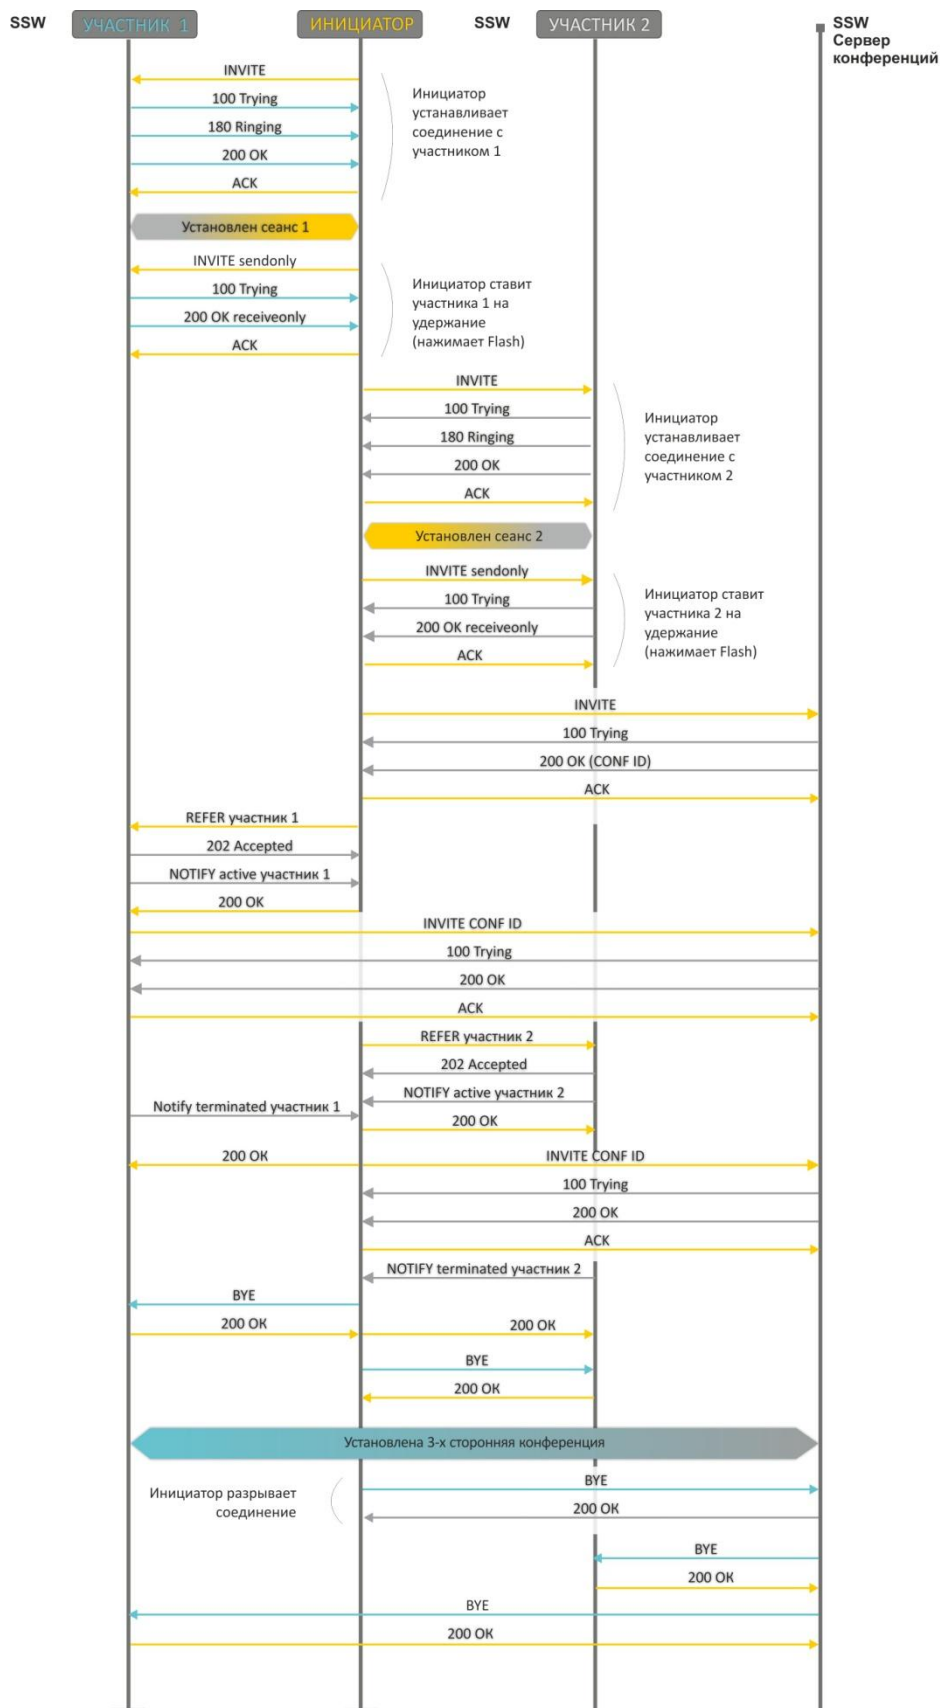 SSW
УЧАСТНИК 1
ИНИЦИАТОР
SSW
УЧАСТНИК 2
SSW
Сервер
конференций
INVITE
100 Trying
180 Ringing
200 OK
ACK
Инициатор
устанавливает
соединение с
участником 1
Установлен сеанс 1
INVITE sendonly
100 Trying
200 OK receiveonly
ACK
Инициатор ставит
участника 1 на
удержание
(нажимает Flash)
INVITE
100 Trying
180 Ringing
200 OK
ACK
Инициатор
устанавливает
соединение с
участником 2
Установлен сеанс 2
INVITE sendonly
100 Trying
200 OK receiveonly
ACK
Инициатор ставит
участника 2 на
удержание
(нажимает Flash)
INVITE
100 Trying
200 OK (CONF ID)
ACK
REFER участник 1
202 Accepted
NOTIFY active участник 1
200 OK
INVITE CONF ID
100 Trying
200 OK
ACK
REFER участник 2
202 Accepted
NOTIFY active участник 2
Notify terminated участник 1
200 OK
200 OK
INVITE CONF ID
100 Trying
200 OK
ACK
NOTIFY terminated участник 2
BYE
200 OK
200 OK
BYE
200 OK
Установлена 3-х сторонняя конференция
BYE
Инициатор разрывает
соединение
200 OK
BYE
200 OK
BYE
200 OK